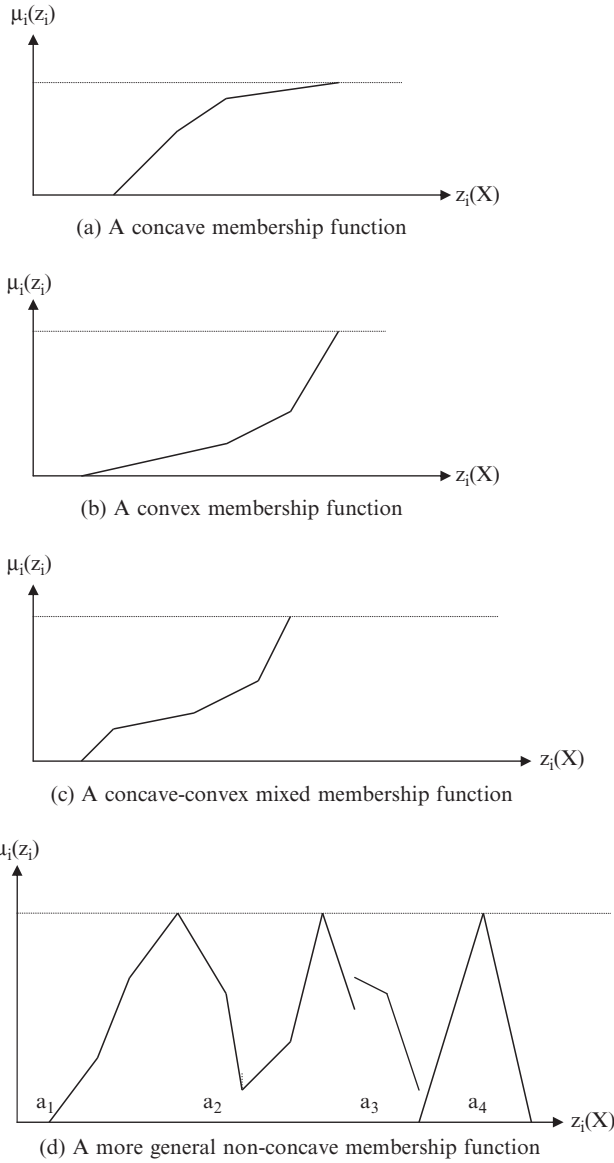 μi(zi)
zi(X)
(a) A concave membership function
μi(zi)
zi(X)
(b) A convex membership function
μi(zi)
zi(X)
(c) A concave-convex mixed membership function
μi(zi)
a1 a2 a3 a4
zi(X)
(d) A more general non-concave membership function